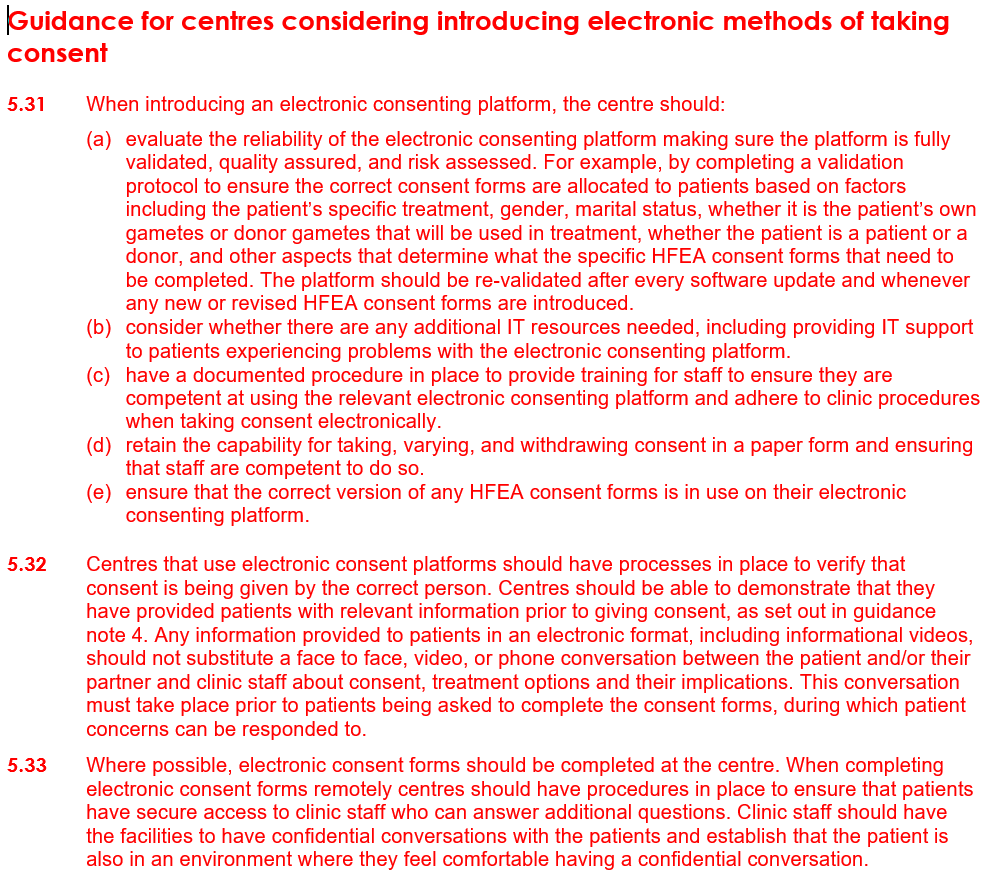 Guidance for centres considering introducing electronic methods of taking
consent
5.31 When introducing an electronic consenting platform, the centre should:
(a) evaluate the reliability of the electronic consenting platform making sure the platform is fully
validated, quality assured, and risk assessed. For example, by completing a validation
protocol to ensure the correct consent forms are allocated to patients based on factors
including the patient’s specific treatment, gender, marital status, whether it is the patient’s own
gametes or donor gametes that will be used in treatment, whether the patient is a patient or a
donor, and other aspects that determine what the specific HFEA consent forms that need to
be completed. The platform should be re-validated after every software update and whenever
any new or revised HFEA consent forms are introduced.
(b) consider whether there are any additional IT resources needed, including providing IT support
to patients experiencing problems with the electronic consenting platform.
(c) have a documented procedure in place to provide training for staff to ensure they are
competent at using the relevant electronic consenting platform and adhere to clinic procedures
when taking consent electronically.
(d) retain the capability for taking, varying, and withdrawing consent in a paper form and ensuring
that staff are competent to do so.
(e) ensure that the correct version of any HFEA consent forms is in use on their electronic
consenting platform.
5.32 Centres that use electronic consent platforms should have processes in place to verify that
consent is being given by the correct person. Centres should be able to demonstrate that they
have provided patients with relevant information prior to giving consent, as set out in guidance
note 4. Any information provided to patients in an electronic format, including informational videos,
should not substitute a face to face, video, or phone conversation between the patient and/or their
partner and clinic staff about consent, treatment options and their implications. This conversation
must take place prior to patients being asked to complete the consent forms, during which patient
concerns can be responded to.
5.33 Where possible, electronic consent forms should be completed at the centre. When completing
electronic consent forms remotely centres should have procedures in place to ensure that patients
have secure access to clinic staff who can answer additional questions. Clinic staff should have
the facilities to have confidential conversations with the patients and establish that the patient is
also in an environment where they feel comfortable having a confidential conversation.